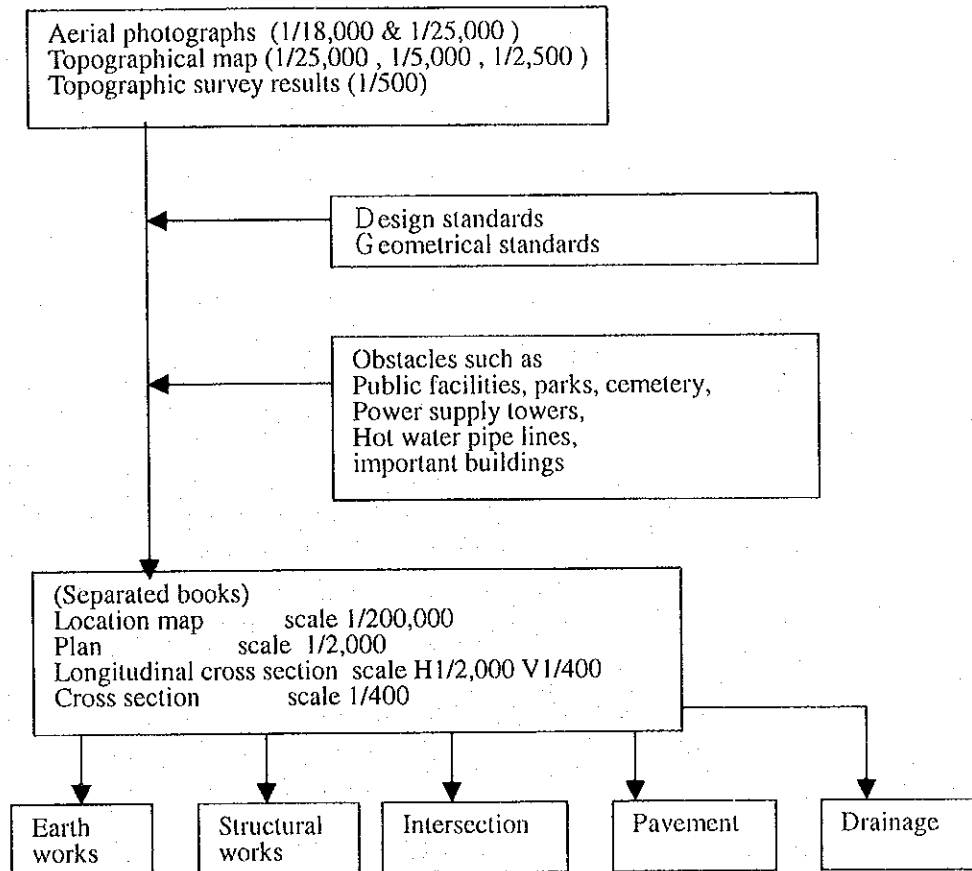 Aerial photographs (1/18,000 & 1/25,000 )
Topographical map (1/25,000 , 1/5,000 , 1/2,500 )
Topographic survey results (1/500)
Design standards
Geometrical standards
Obstacles such as
Public facilities, parks, cemetery,
Power supply towers,
Hot water pipe lines,
important buildings
(Separated books)
Location map scale 1/200,000
Plan scale 1/2,000
Longitudinal cross section scale H1/2,000 V1/400
Cross section scale 1/400
Earth
works
Structural
works
Intersection
Pavement
Drainage